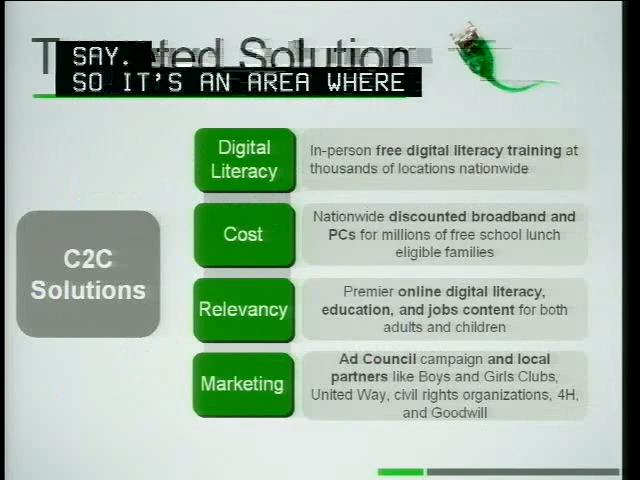 SAY.
SO IT'S AN AREA WHERE
Solution
C2C
Solutions
Digital
Literacy
In-person free digital literacy training at
thousands of locations nationwide
Cost
Nationwide discounted broadband and
PCs for millions of free school lunch
eligible families
Relevancy
Premier online digital literacy,
education, and jobs content for both
adults and children
Marketing
Ad Council campaign and local
partners like Boys and Girls Clubs,
United Way, civil rights organizations, 4H,
and Goodwill